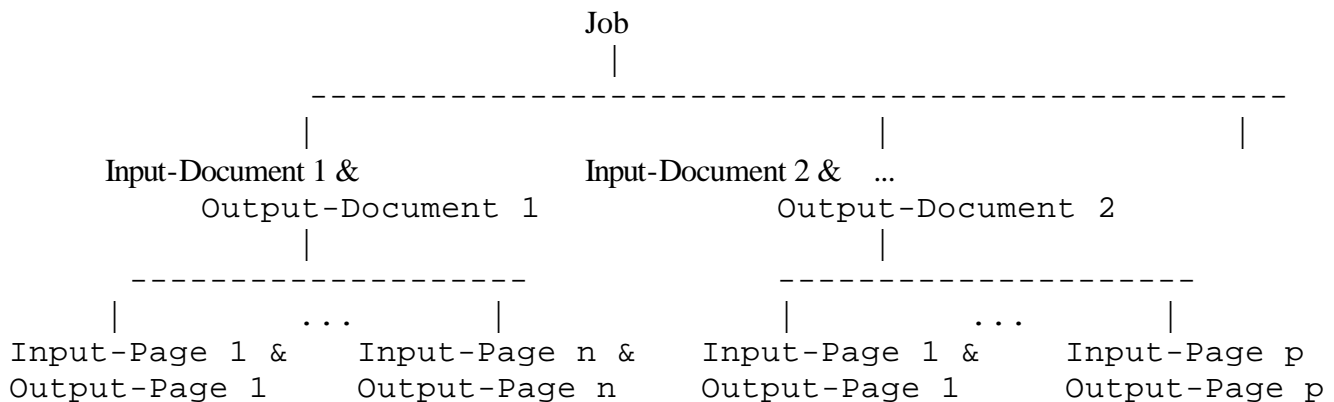 Job
|
-------------------------------------------------
| | |
Input-Document 1 & Input-Document 2 & ...
Output-Document 1 Output-Document 2
| |
-------------------- ---------------------
| ... | | ... |
Input-Page 1 & Input-Page n & Input-Page 1 & Input-Page p
Output-Page 1 Output-Page n Output-Page 1 Output-Page p